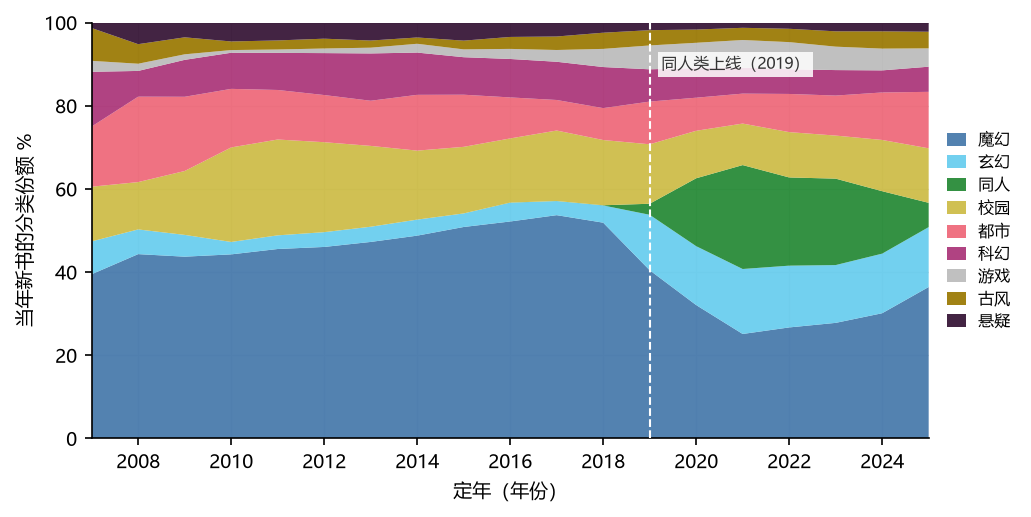 100
80
60
40
20
0
当年新书的分类份额 %
同人类上线（2019）
2008
2010
2012
2014
2016
2018
2020
2022
2024
定年（年份）
魔幻
玄幻
同人
校园
都市
科幻
游戏
古风
悬疑